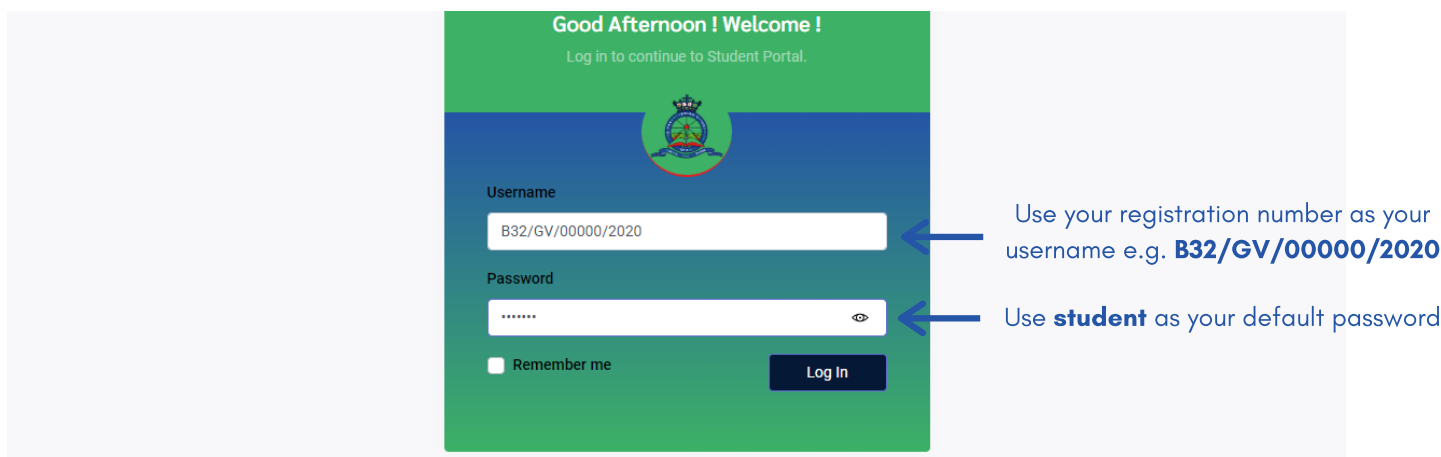 Good Afternoon ! Welcome !
Log in to continue to Student Portal.
Username
B32/GV/00000/2020
Use your registration number as your
username e.g. B32/GV/00000/2020
Password
•••••••
Use student as your default password
Remember me
Log In